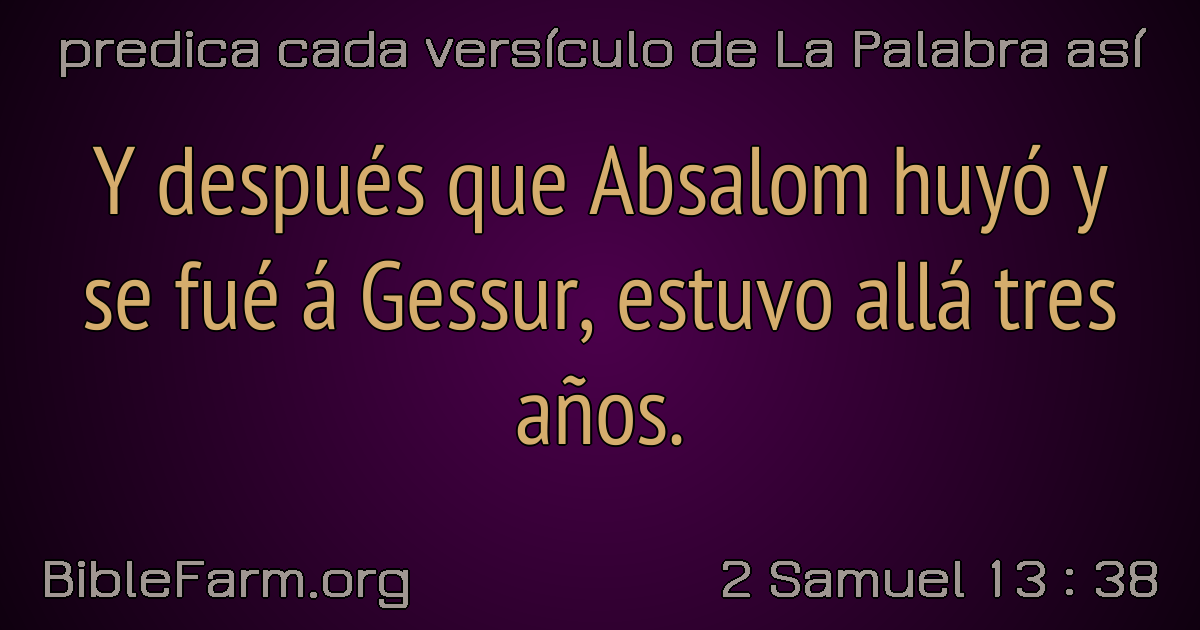 predica cada versículo de La Palabra así
Y después que Absalom huyó y
se fué á Gessur, estuvo allá tres
años.
BibleFarm.org
2 Samuel 13 : 38